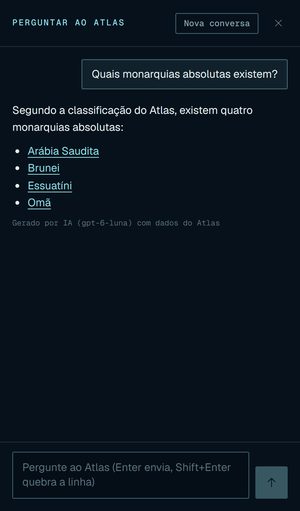 PERGUNTAR AO ATLAS
Nova conversa
Quais monarquias absolutas existem?
Segundo a classificação do Atlas, existem quatro
monarquias absolutas:
Arábia Saudita
Brunei
Essuatíni
Omã
Gerado por IA (gpt-6-luna) com dados do Atlas
Pergunte ao Atlas (Enter envia, Shift+Enter
quebra a linha)